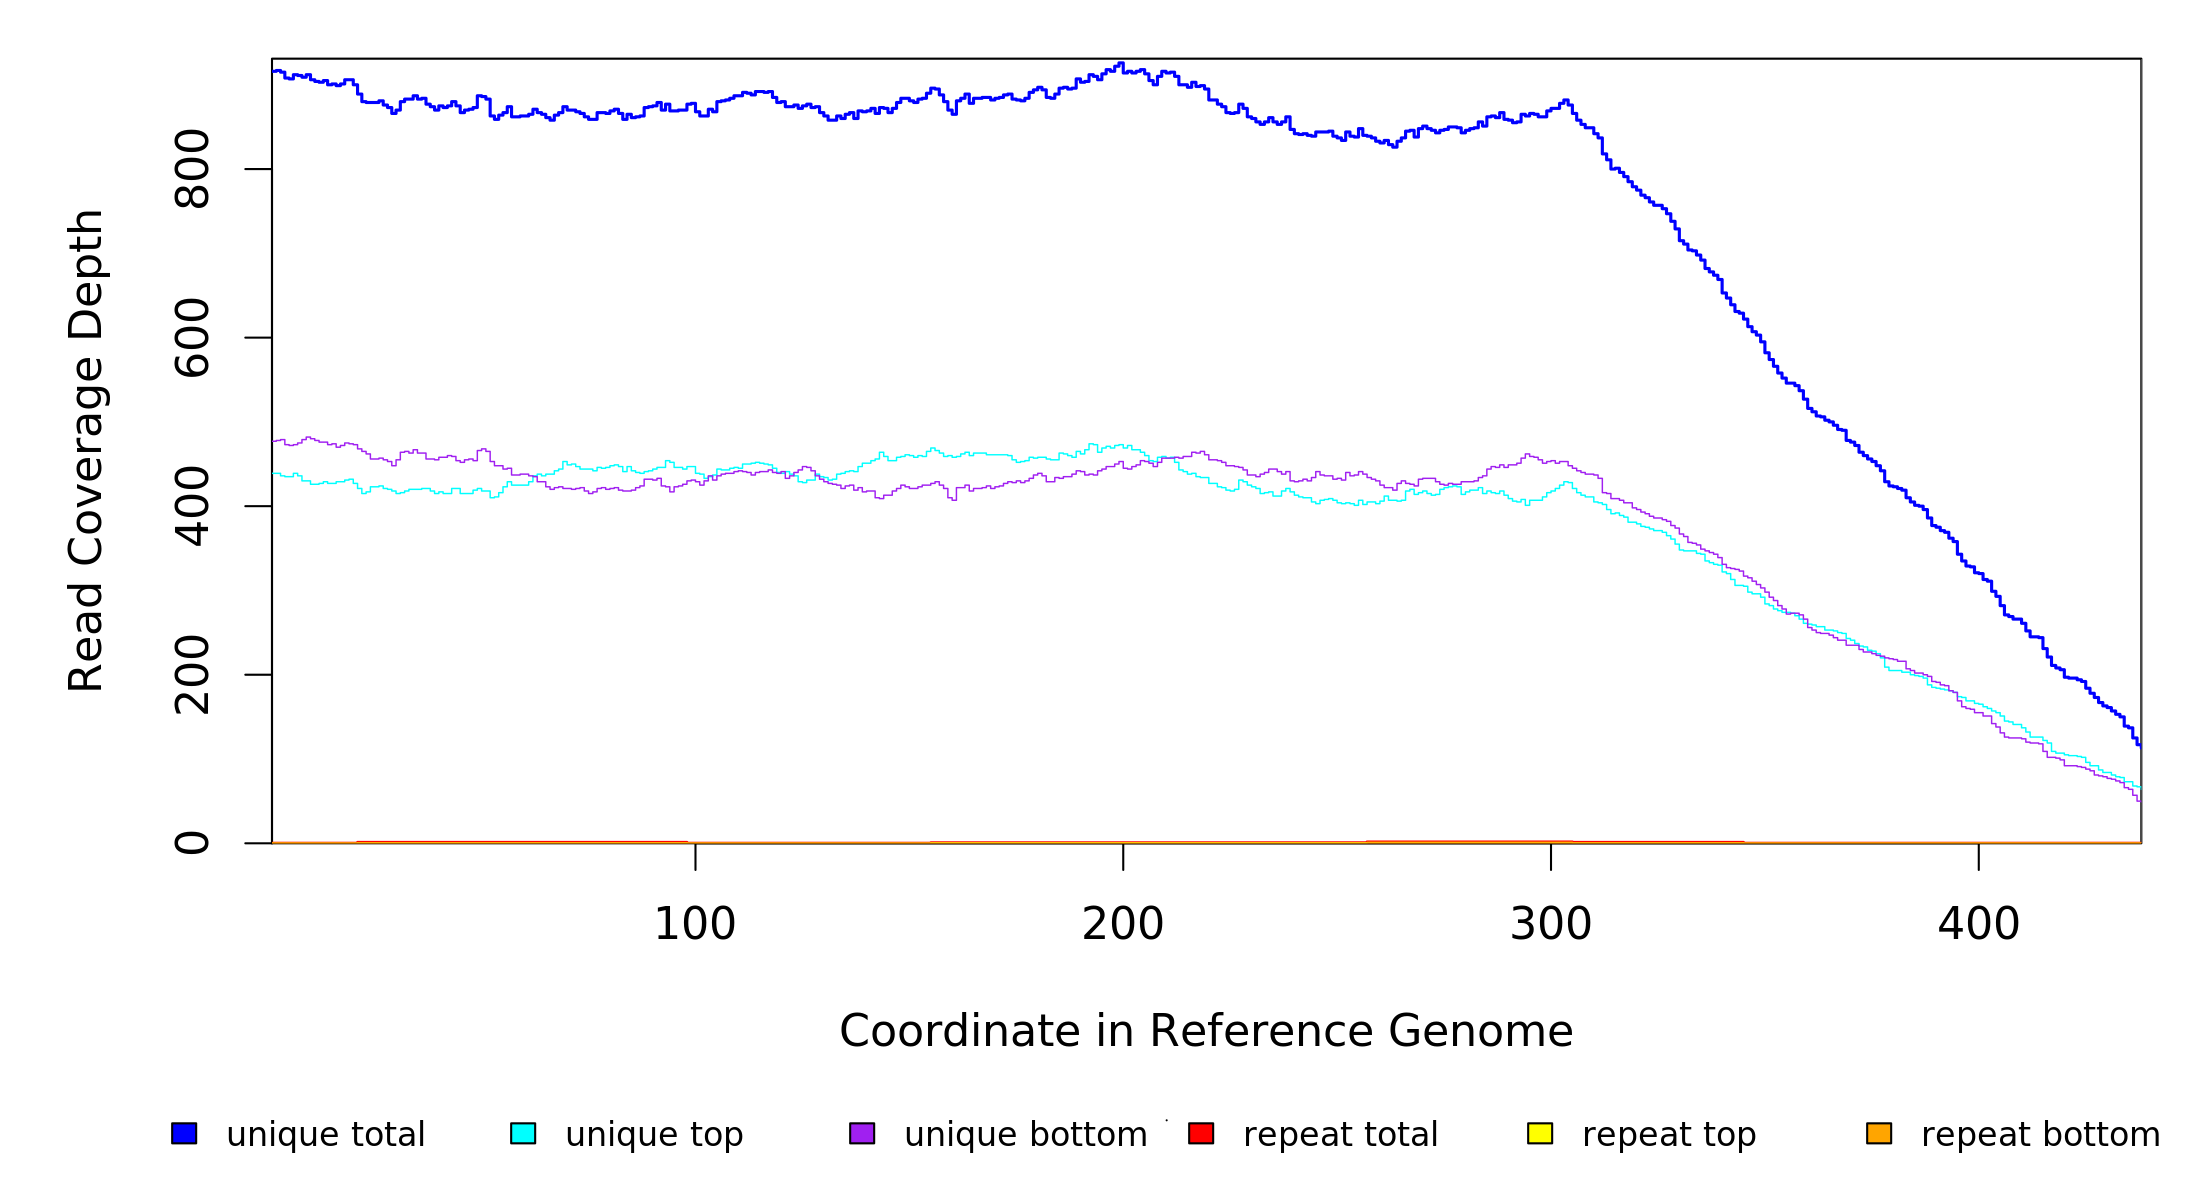 Read Coverage Depth
800
600
400
200
0
100 200 300 400
Coordinate in Reference Genome
unique total unique top unique bottom repeat total repeat top repeat bottom